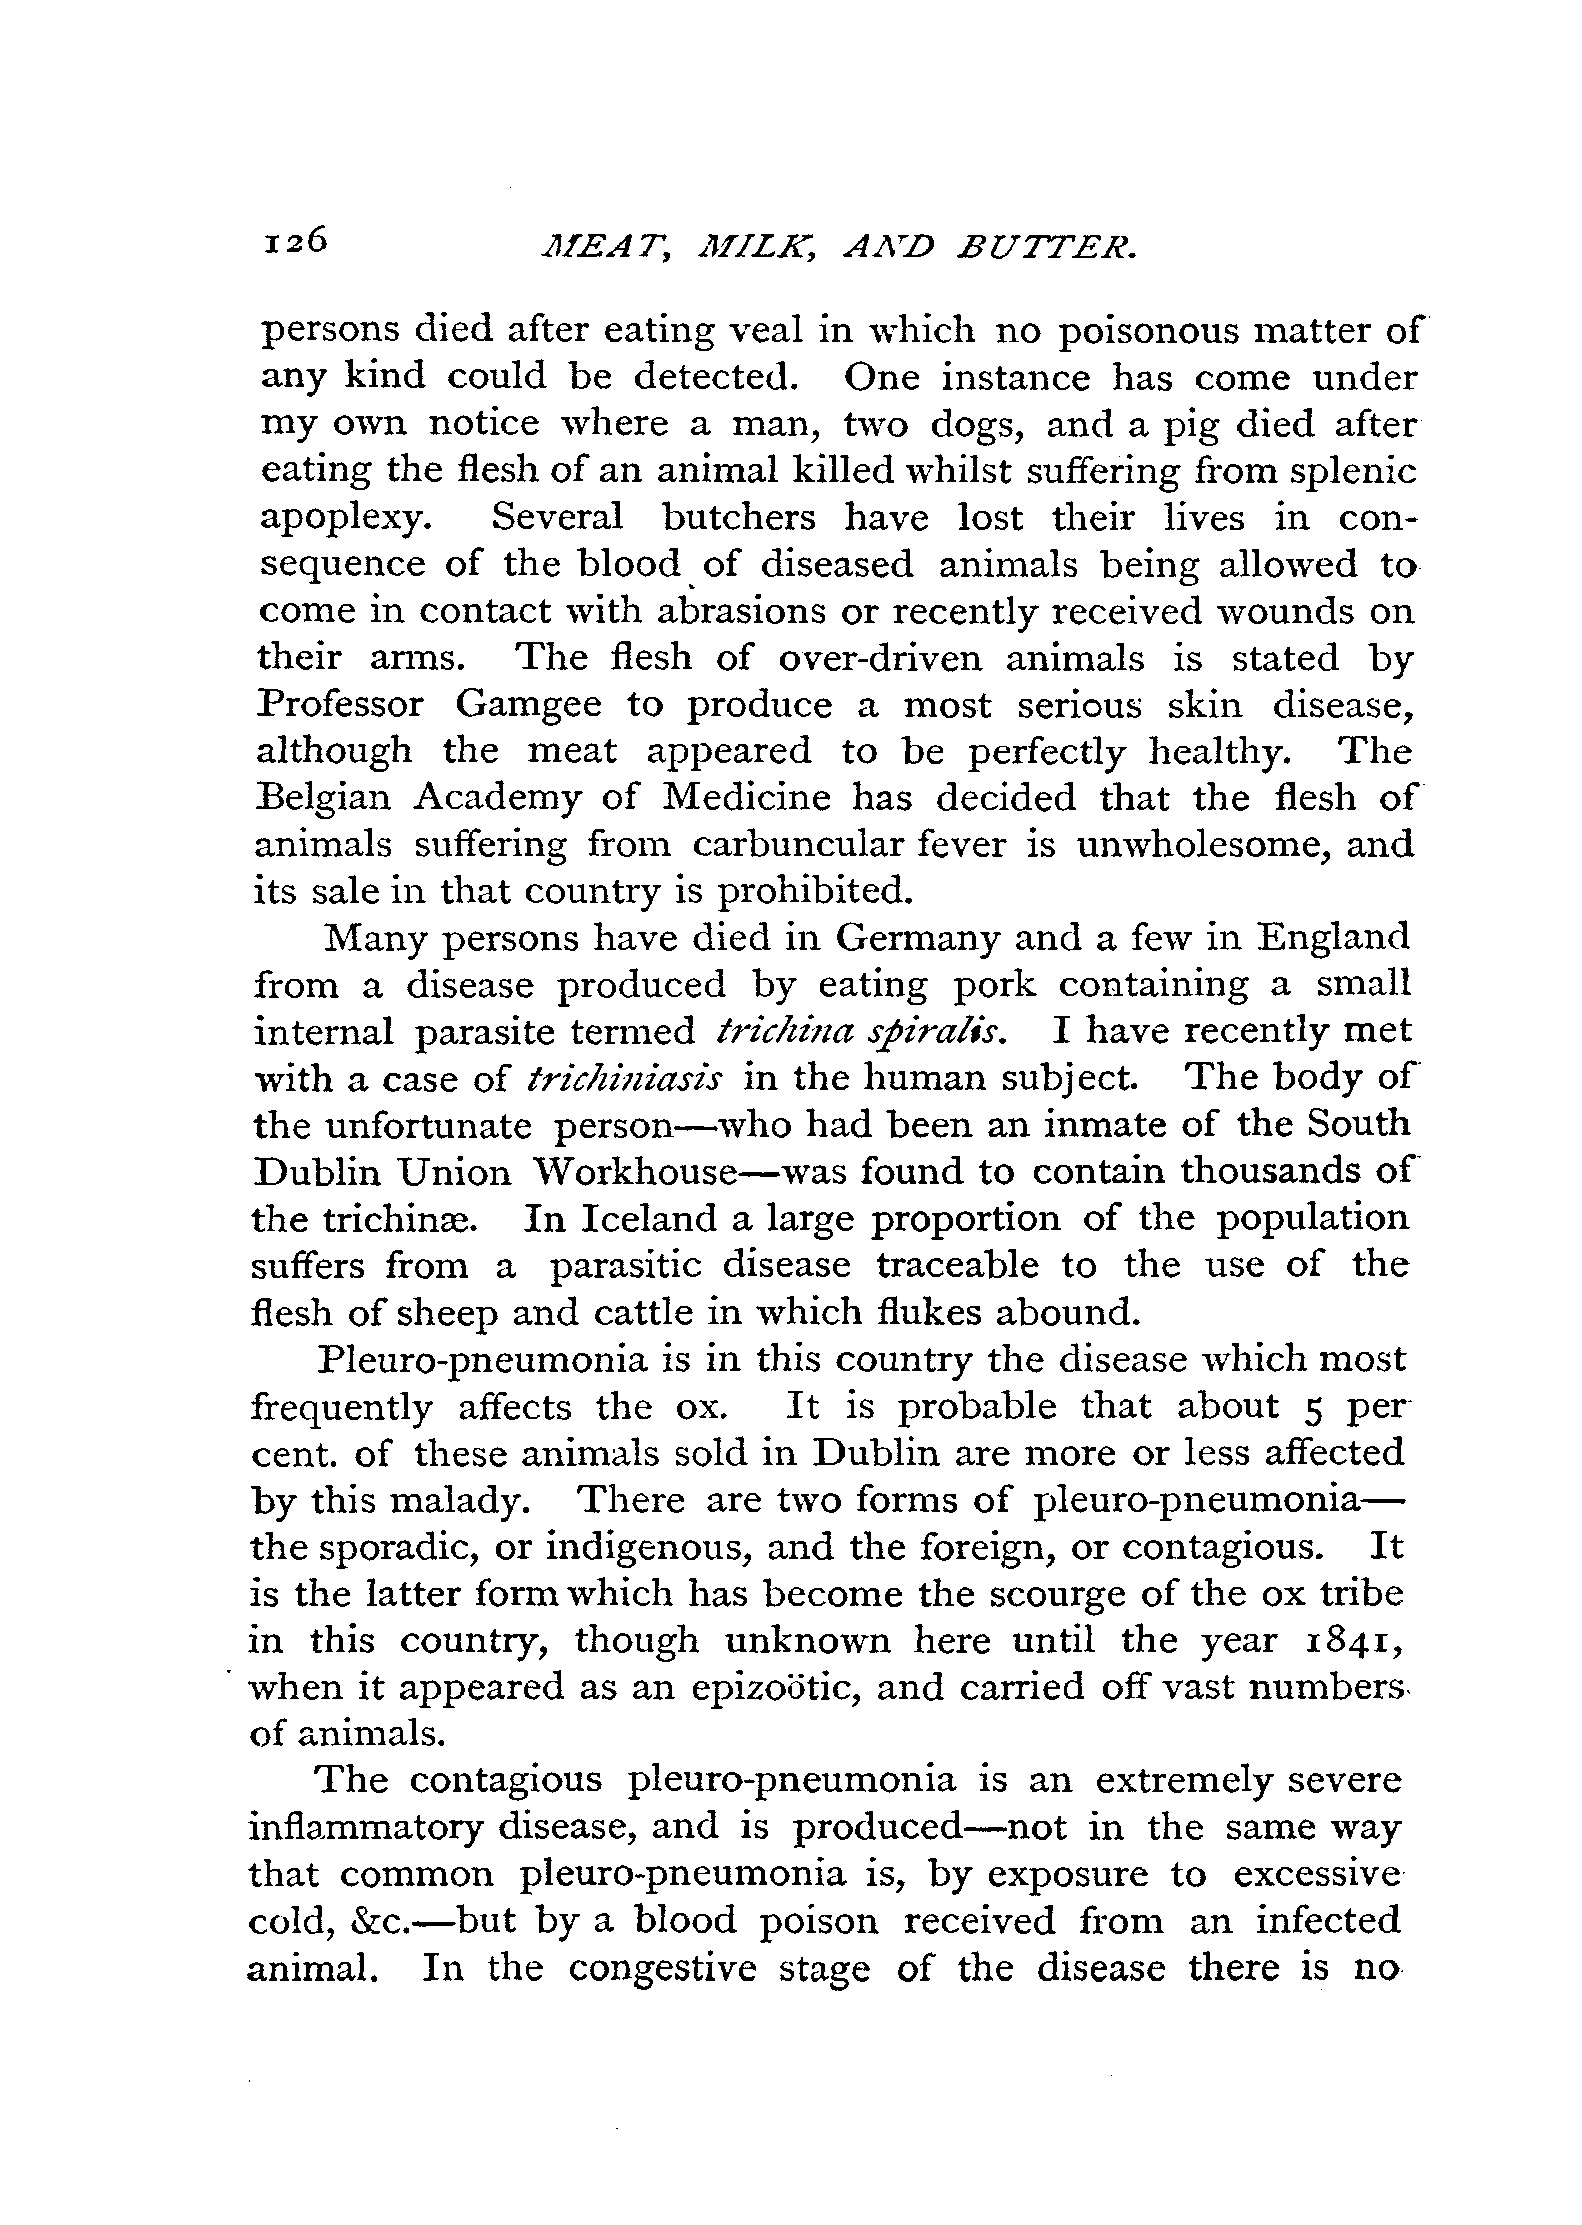 126 MEAT, MILK, AND BUTTER.
persons died after eating veal in which no poisonous matter of
any kind could be detected. One instance has come under
my own notice where a man, two dogs, and a pig died after
eating the flesh of an animal killed whilst suffering from splenic
apoplexy. Several butchers have lost their lives in con-
sequence of the blood of diseased animals being allowed to
come in contact with abrasions or recently received wounds on
their arms. The flesh of over-driven animals is stated by
Professor Gamgee to produce a most serious skin disease,
although the meat appeared to be perfectly healthy. The
Belgian Academy of Medicine has decided that the flesh of
animals suffering from carbuncular fever is unwholesome, and
its sale in that country is prohibited.
Many persons have died in Germany and a few in England
from a disease produced by eating pork containing a small
internal parasite termed trichina spiralis. I have recently met
with a case of trichiniasis in the human subject. The body of
the unfortunate person—who had been an inmate of the South
Dublin Union Workhouse—was found to contain thousands of
the trichinæ. In Iceland a large proportion of the population
suffers from a parasitic disease traceable to the use of the
flesh of sheep and cattle in which flukes abound.
Pleuro-pneumonia is in this country the disease which most
frequently affects the ox. It is probable that about 5 per
cent. of these animals sold in Dublin are more or less affected
by this malady. There are two forms of pleuro-pneumonia—
the sporadic, or indigenous, and the foreign, or contagious. It
is the latter form which has become the scourge of the ox tribe
in this country, though unknown here until the year 1841,
when it appeared as an epizoötic, and carried off vast numbers
of animals.
The contagious pleuro-pneumonia is an extremely severe
inflammatory disease, and is produced—not in the same way
that common pleuro-pneumonia is, by exposure to excessive
cold, &c.—but by a blood poison received from an infected
animal. In the congestive stage of the disease there is no